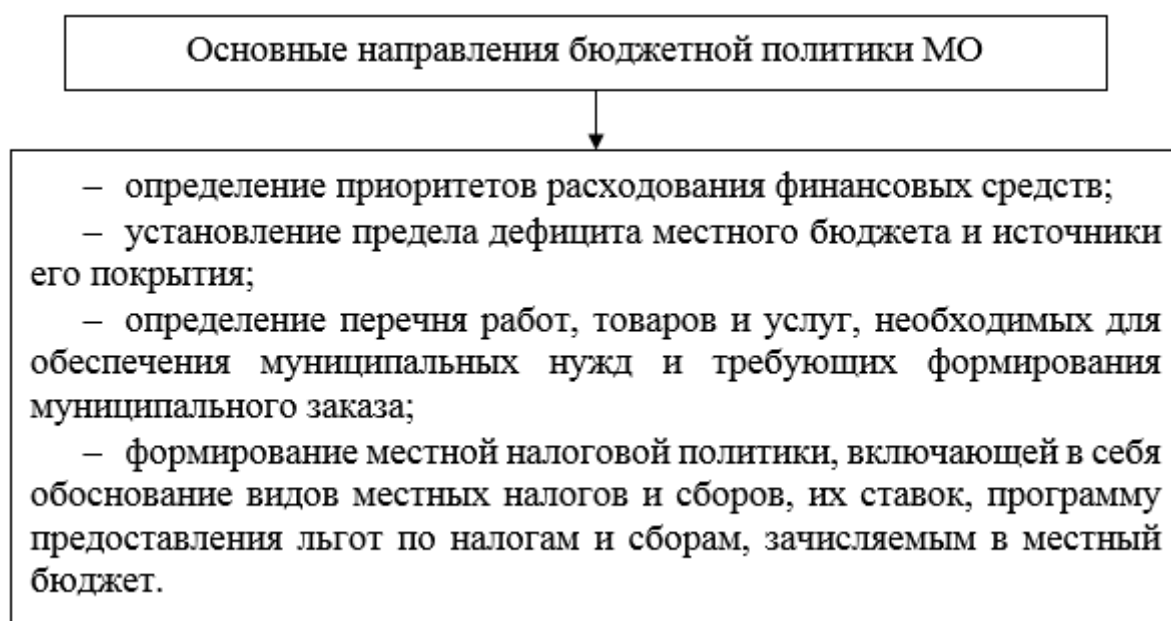 Основные направления бюджетной политики МО
– определение приоритетов расходования финансовых средств;
– установление предела дефицита местного бюджета и источники
его покрытия;
– определение перечня работ, товаров и услуг, необходимых для
обеспечения муниципальных нужд и требующих формирования
муниципального заказа;
– формирование местной налоговой политики, включающей в себя
обоснование видов местных налогов и сборов, их ставок, программу
предоставления льгот по налогам и сборам, зачисляемым в местный
бюджет.